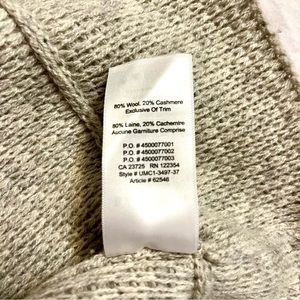 80% Wool, 20% Cashmere
Exclusive Of Trim
80% Laine, 20% Cachemire
Aucune Garniture Comprise
P.O. # 4500077001
P.O. # 4500077002
P.O. # 4500077003
CA 23725 RN 122354
Style # UMC1-3497-37
Article # 62546